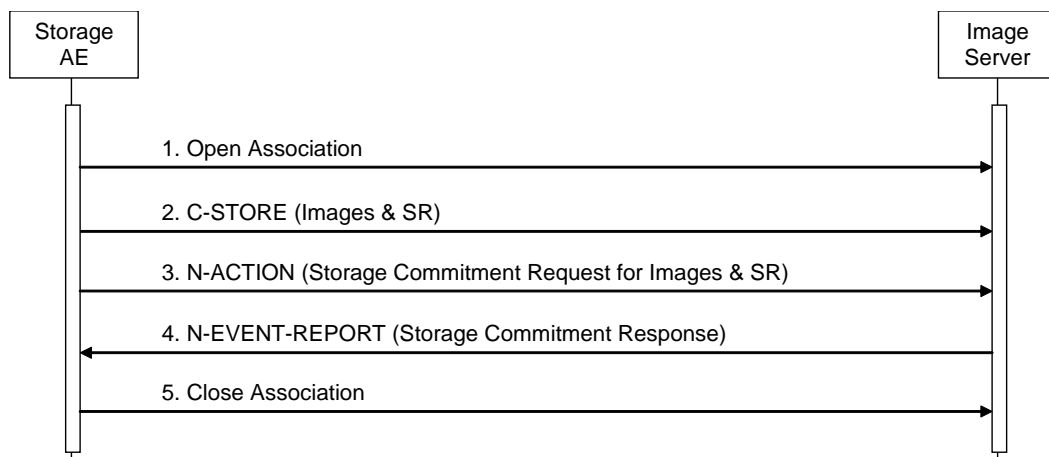 Storage
AE
Image
Server
1. Open Association
2. C-STORE (Images & SR)
3. N-ACTION (Storage Commitment Request for Images & SR)
4. N-EVENT-REPORT (Storage Commitment Response)
5. Close Association